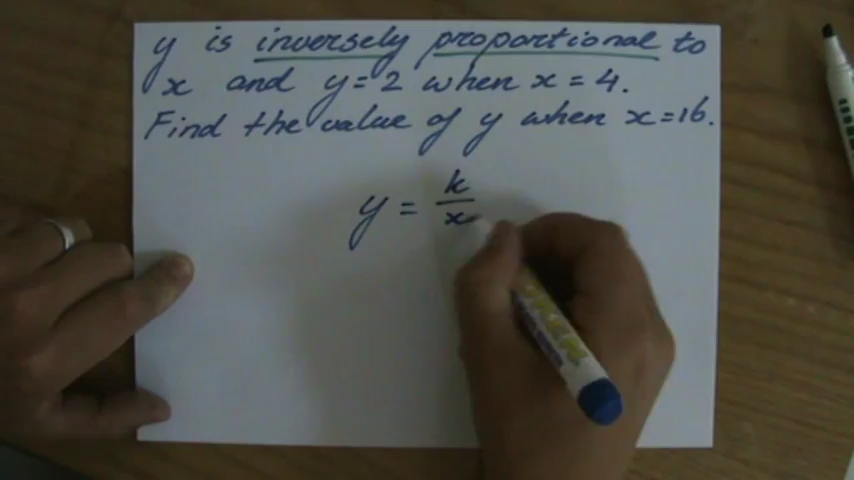 y is inversely proportional to
x and y=2 when x=4.
Find the value of y when x=16.
y = k/x